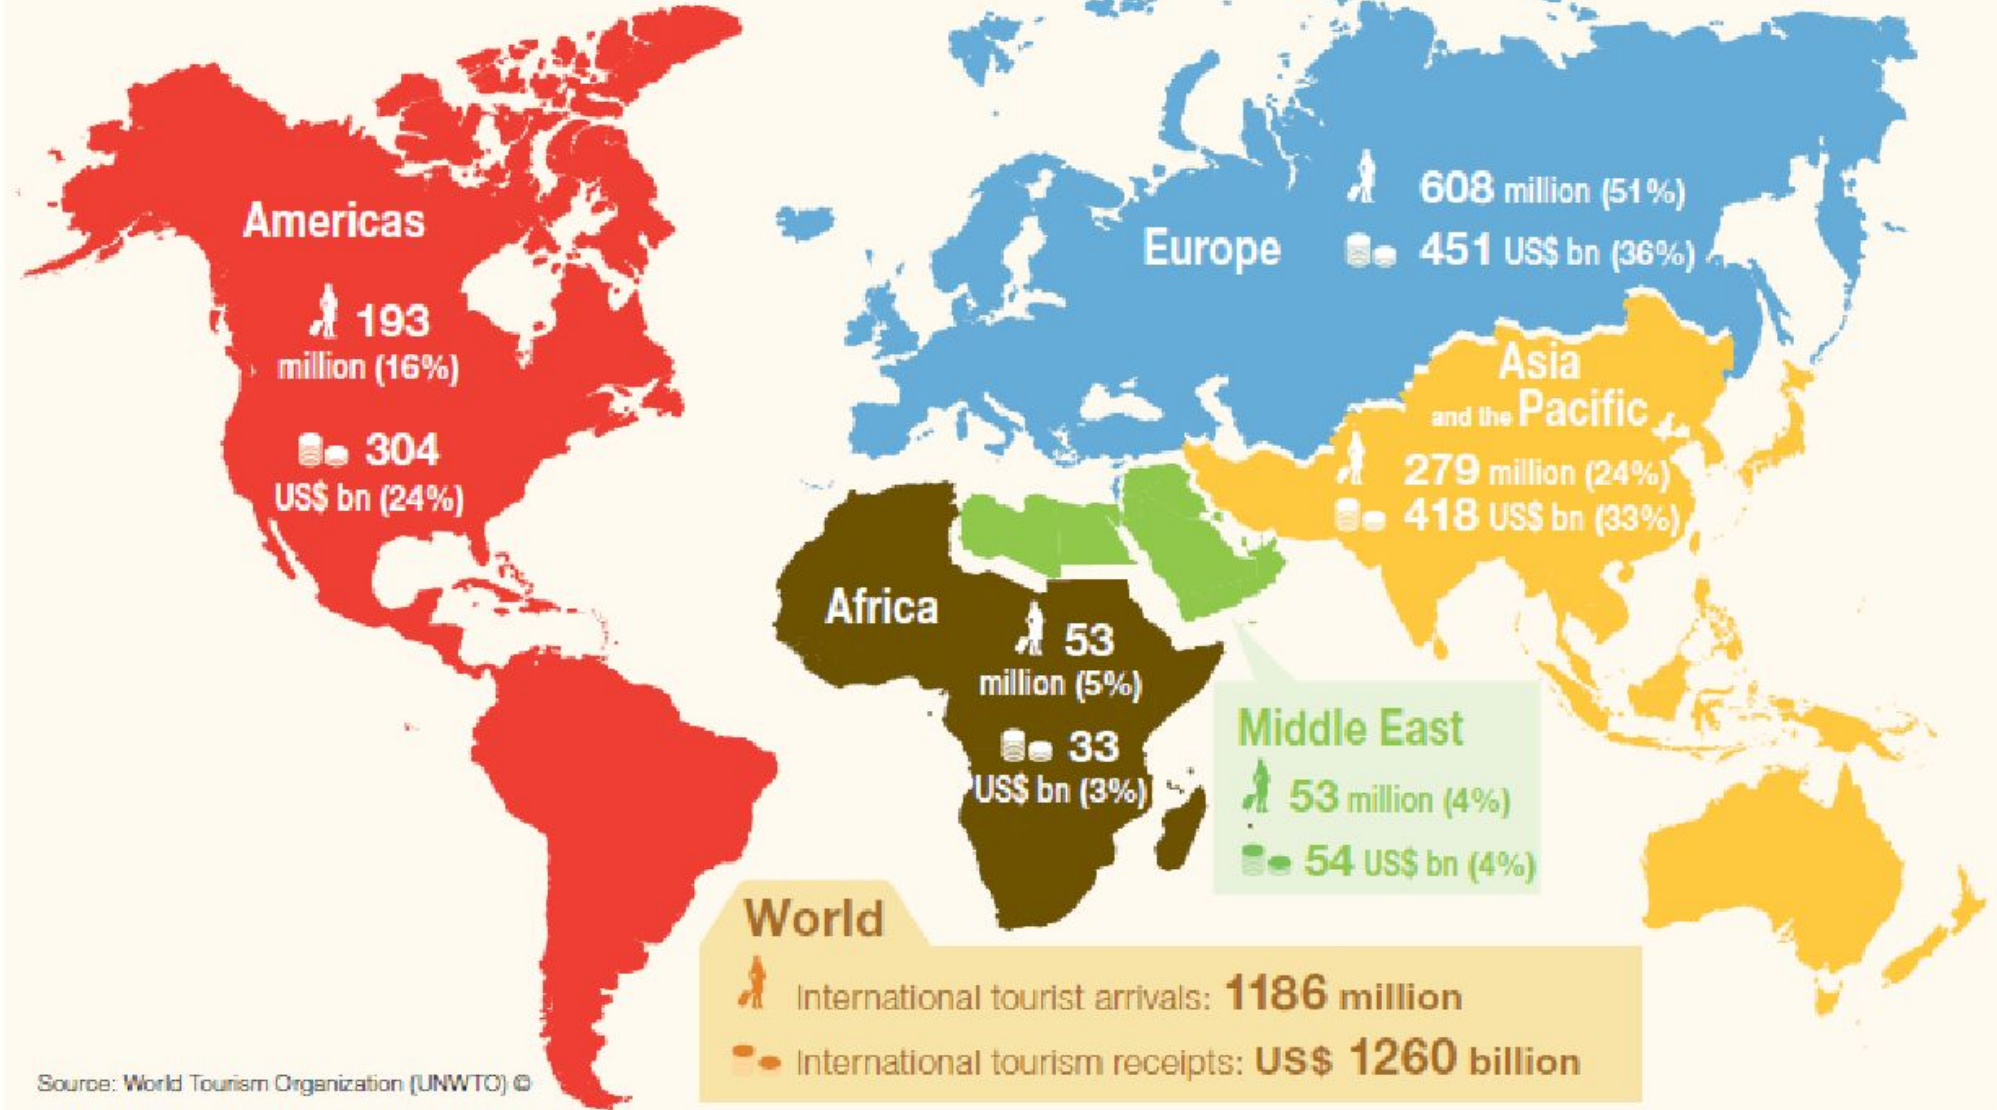 Americas
193
million (16%)
304
US$ bn (24%)
Europe
608 million (51%)
451 US$ bn (36%)
Asia
and the Pacific
279 million (24%)
418 US$ bn (33%)
Africa
53
million (5%)
33
US$ bn (3%)
Middle East
53 million (4%)
54 US$ bn (4%)
World
International tourist arrivals: 1186 million
International tourism receipts: US$ 1260 billion
Source: World Tourism Organization (UNWTO) ©